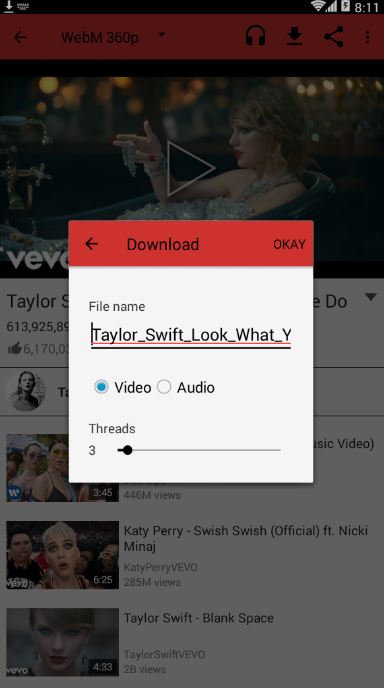 8:11
WebM 360p
vevo
Download
OKAY
File name
Taylor_Swift_Look_What_Y
Video
Audio
Threads
3
Taylor S
e Do
613,925,89
6,170,03
Ta
usic Video)
446M views
3:45
Katy Perry - Swish Swish (Official) ft. Nicki
Minaj
KatyPerryVEVO
285M views
vevo
6:25
Taylor Swift - Blank Space
TaylorSwiftVEVO
2B views
vevo
4:33